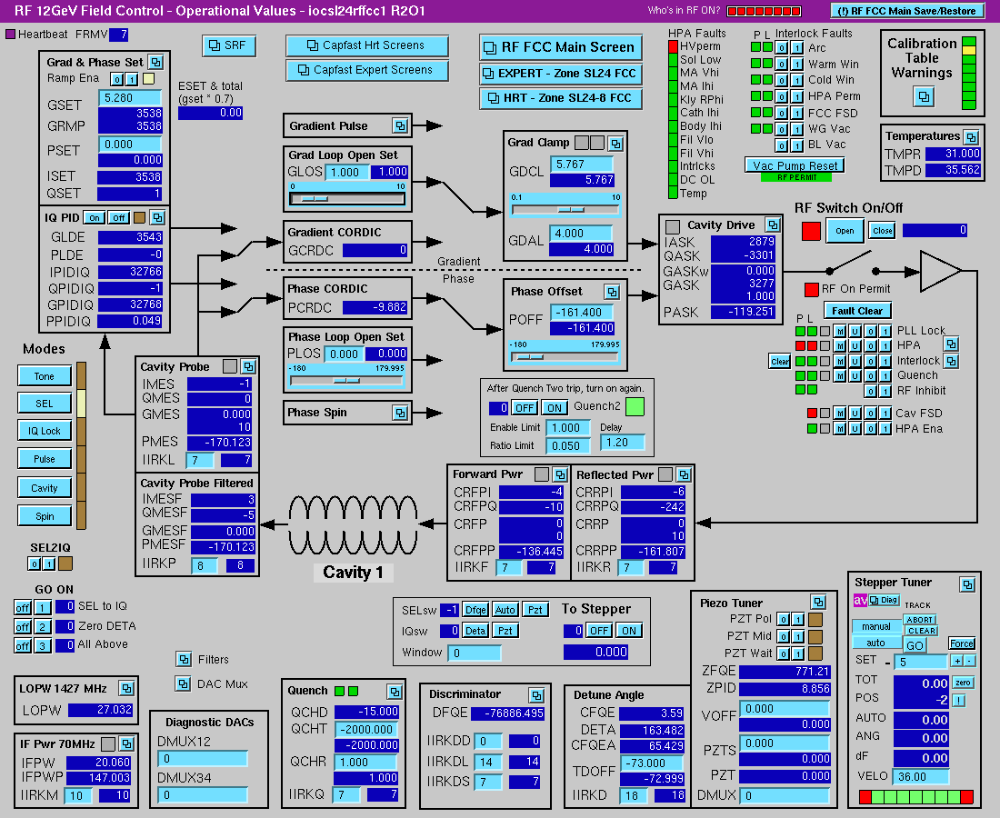 RF 12GeV Field Control - Operational Values - iocsl24rffcc1 R2O1
Who's in RF ON?
(!) RF FCC Main Save/Restore
Heartbeat FRMV 7
SRF
Capfast Hrt Screens
Capfast Expert Screens
RF FCC Main Screen
EXPERT - Zone SL24 FCC
HRT - Zone SL24-8 FCC
HPA Faults
HVperm
Sol Low
MA Vhi
MA Ihi
Kly RPhi
Cath Ihi
Body Ihi
Fil Vlo
Fil Vhi
Intrlcks
DC OL
Temp
P L Interlock Faults
0 1 Arc
0 1 Warm Win
0 1 Cold Win
0 1 HPA Perm
0 1 FCC FSD
0 1 WG Vac
0 1 BL Vac
Vac Pump Reset
RF PERMIT
Calibration
Table
Warnings
Temperatures
TMPR 31.000
TMPD 35.562
Grad & Phase Set
Ramp Ena 0 1
GSET 5.280
3538
GRMP 3538
PSET 0.000
0.000
ISET 3538
QSET 1
ESET & total
(gset * 0.7)
0.00
IQ PID On Off
GLDE 3543
PLDE -0
IPIDIQ 32766
QPIDIQ -1
GPIDIQ 32766
PPIDIQ 0.049
Gradient Pulse
Grad Loop Open Set
GLOS 1.000 1.000
0 10
Gradient CORDIC
GCRDC 0
Gradient
Phase
Phase CORDIC
PCRDC -9.882
Phase Loop Open Set
PLOS 0.000 0.000
-180 179.995
Phase Spin
Grad Clamp
GDCL 5.767
5.767
0.1 10
GDAL 4.000
4.000
Phase Offset
POFF -161.400
-161.400
-180 179.995
Cavity Drive
IASK 2879
QASK -3301
GASKw 0.000
GASK 3277
1.000
PASK -119.251
RF Switch On/Off
Open Close 0
RF On Permit
Fault Clear
P L
M U 0 1 PLL Lock
M U 0 1 HPA
Clear M U 0 1 Interlock
M U 0 1 Quench
0 1 RF Inhibit
M U 0 1 Cav FSD
M U 0 1 HPA Ena
Modes
Tone
SEL
IQ Lock
Pulse
Cavity
Spin
SEL2IQ
0 1
Cavity Probe
IMES -1
QMES 0
GMES 0.000
10
PMES -170.123
IIRKL 7 7
Cavity Probe Filtered
IMESF 3
QMESF -5
GMESF 0.000
PMESF -170.123
IIRKP 8 8
After Quench Two trip, turn on again.
0 OFF ON Quench2
Enable Limit 1.000 Delay
Ratio Limit 0.050 1.20
Cavity 1
Forward Pwr
CRFPI -4
CRFPQ -10
CRFP 0
0
CRFPP -136.445
IIRKF 7 7
Reflected Pwr
CRRPI -6
CRRPQ -242
CRRP 0
10
CRRPP -161.807
IIRKR 7 7
GO ON
off 1 0 SEL to IQ
off 2 0 Zero DETA
off 3 0 All Above
Filters
DAC Mux
SELsw -1 Dfqe Auto Pzt
IQsw 0 Deta Pzt
Window 0
To Stepper
0 OFF ON
0.000
LOPW 1427 MHz
LOPW 27.032
IF Pwr 70MHz
IFPW 20.060
IFPWP 147.003
IIRKM 10 10
Diagnostic DACs
DMUX12
0
DMUX34
0
Quench
QCHD -15.000
QCHT -2000.000
-2000.000
QCHR 1.000
1.000
IIRKQ 7 7
Discriminator
DFQE -76886.495
IIRKDD 0 0
IIRKDL 14 14
IIRKDS 7 7
Detune Angle
CFQE 3.59
DETA 163.482
CFQEA 65.429
TDOFF -73.000
-72.999
IIRKD 18 18
Piezo Tuner
PZT Pol 0 1
PZT Mid 0 1
PZT Wait 0 1
ZFQE 771.21
ZPID 8.856
VOFF 0.000
0.000
PZTS 0.000
0.000
PZT 0.000
DMUX 0
Stepper Tuner
av Diag TRACK
manual ABORT
CLEAR
auto GO Force
SET - 5 + -
TOT 0.00 zero
POS -2 !
AUTO 0.00
ANG 0.00
dF 0.00
VELO 36.00